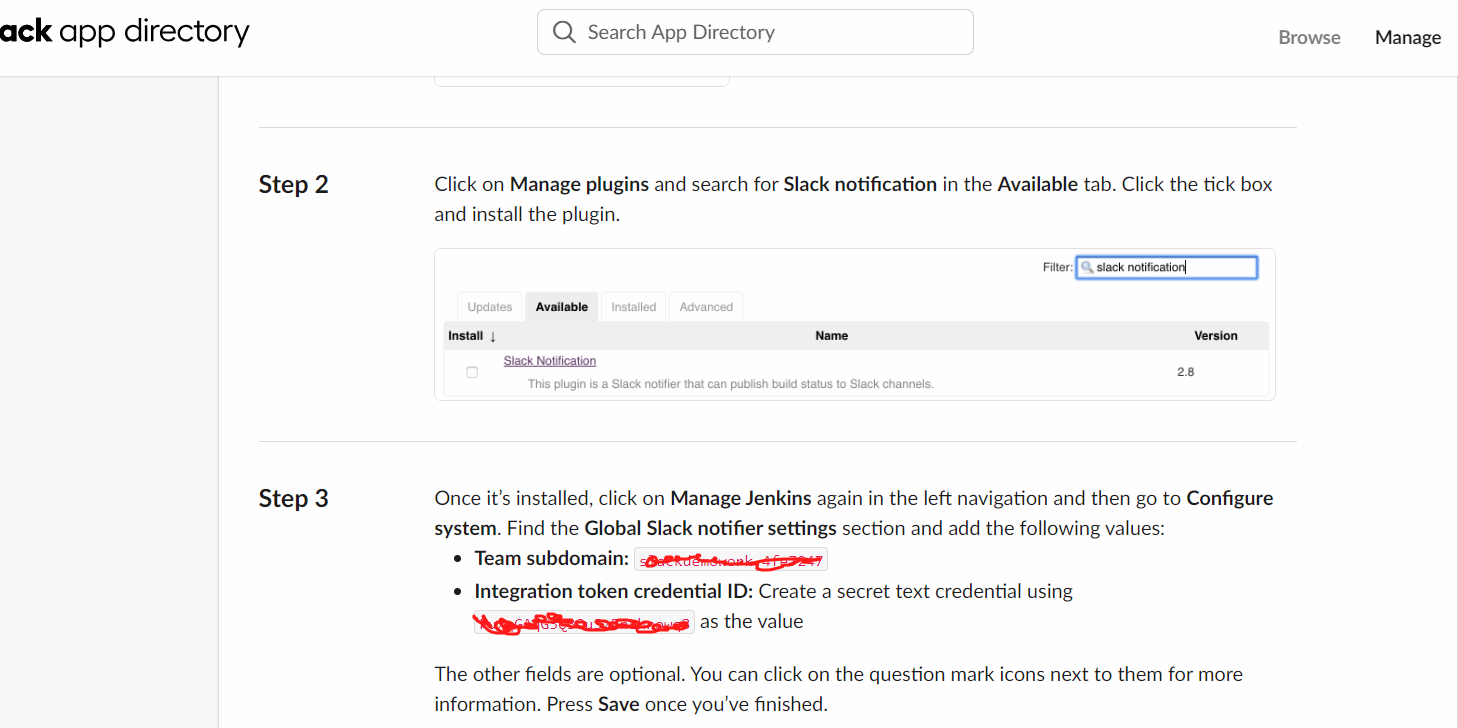 ack app directory
Search App Directory
Browse
Manage
Step 2
Click on Manage plugins and search for Slack notification in the Available tab. Click the tick box
and install the plugin.
Filter: slack notification
Updates Available Installed Advanced
Install ↓ Name Version
Slack Notification
This plugin is a Slack notifier that can publish build status to Slack channels.
2.8
Step 3
Once it’s installed, click on Manage Jenkins again in the left navigation and then go to Configure
system. Find the Global Slack notifier settings section and add the following values:
• Team subdomain:
• Integration token credential ID: Create a secret text credential using
as the value
The other fields are optional. You can click on the question mark icons next to them for more
information. Press Save once you’ve finished.